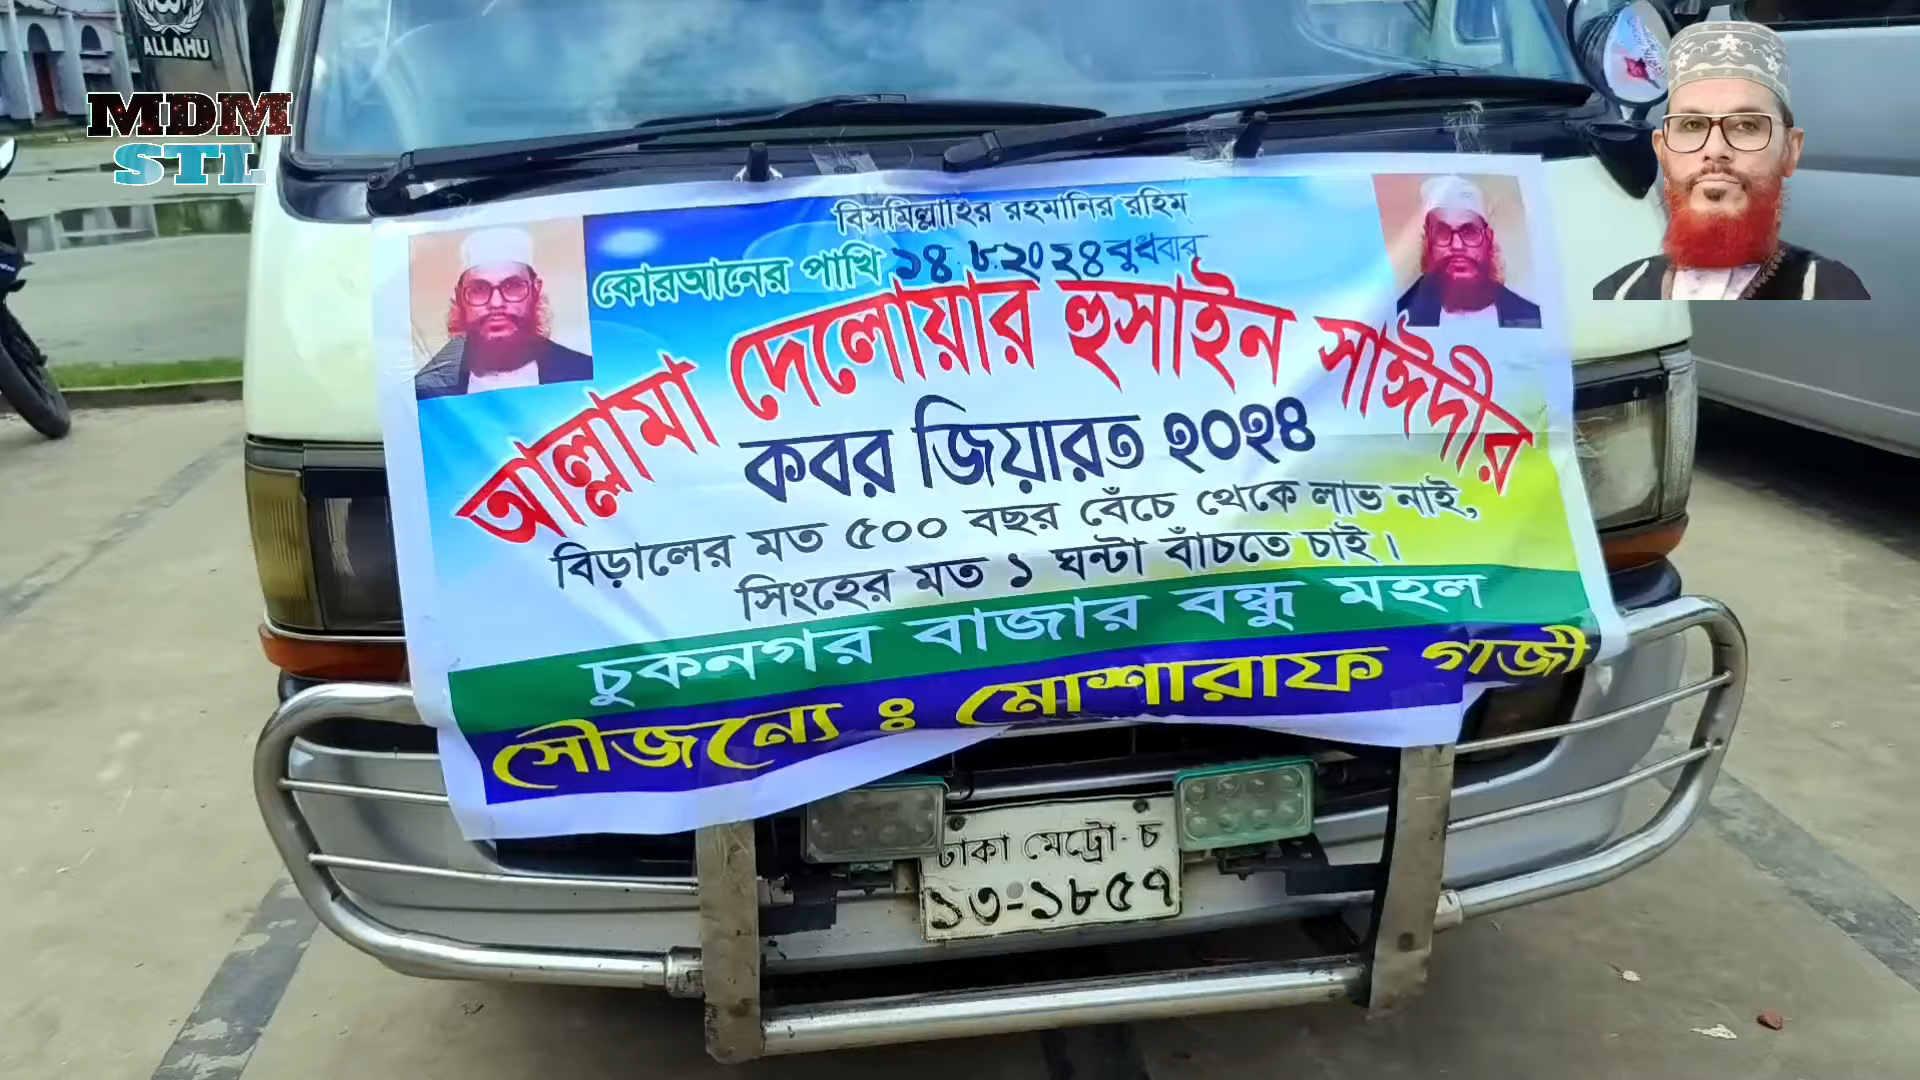 ALLAHU
MDM
STL
বিসমিল্লাহির রহমানির রহিম
কোরআনের পাখি ১৪.৮.২০২৪ বুধবার
আল্লামা দেলোয়ার হুসাইন সাঈদীর
কবর জিয়ারত ২০২৪
বিড়ালের মত ৫০০ বছর বেঁচে থেকে লাভ নাই,
সিংহের মত ১ ঘন্টা বাঁচতে চাই।
চুকনগর বাজার বন্ধু মহল
সৌজন্যে ঃ মোশারাফ গাজী
ঢাকা মেট্রো-চ
১৩-১৮৫৭